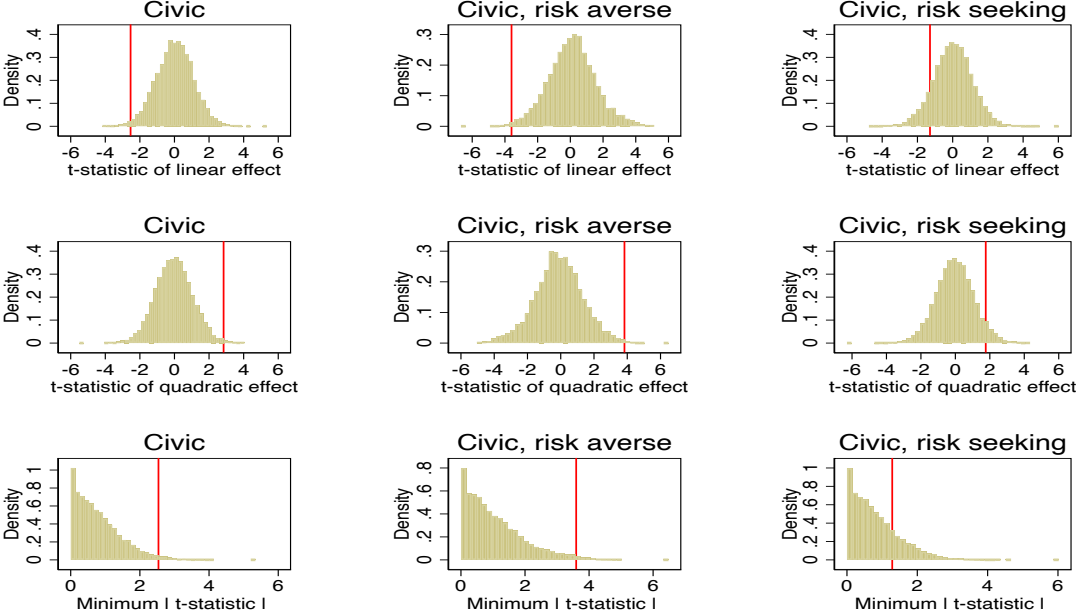 Civic
Density
0 .1 .2 .3 .4
-6 -4 -2 0 2 4 6
t-statistic of linear effect
Civic, risk averse
Density
0 .1 .2 .3
-6 -4 -2 0 2 4 6
t-statistic of linear effect
Civic, risk seeking
Density
0 .1 .2 .3 .4
-6 -4 -2 0 2 4 6
t-statistic of linear effect
Civic
Density
0 .1 .2 .3 .4
-6 -4 -2 0 2 4 6
t-statistic of quadratic effect
Civic, risk averse
Density
0 .1 .2 .3
-6 -4 -2 0 2 4 6
t-statistic of quadratic effect
Civic, risk seeking
Density
0 .1 .2 .3 .4
-6 -4 -2 0 2 4 6
t-statistic of quadratic effect
Civic
Density
0 .2 .4 .6 .8 1
0 2 4 6
Minimum | t-statistic |
Civic, risk averse
Density
0 .2 .4 .6 .8
0 2 4 6
Minimum | t-statistic |
Civic, risk seeking
Density
0 .2 .4 .6 .8 1
0 2 4 6
Minimum | t-statistic |